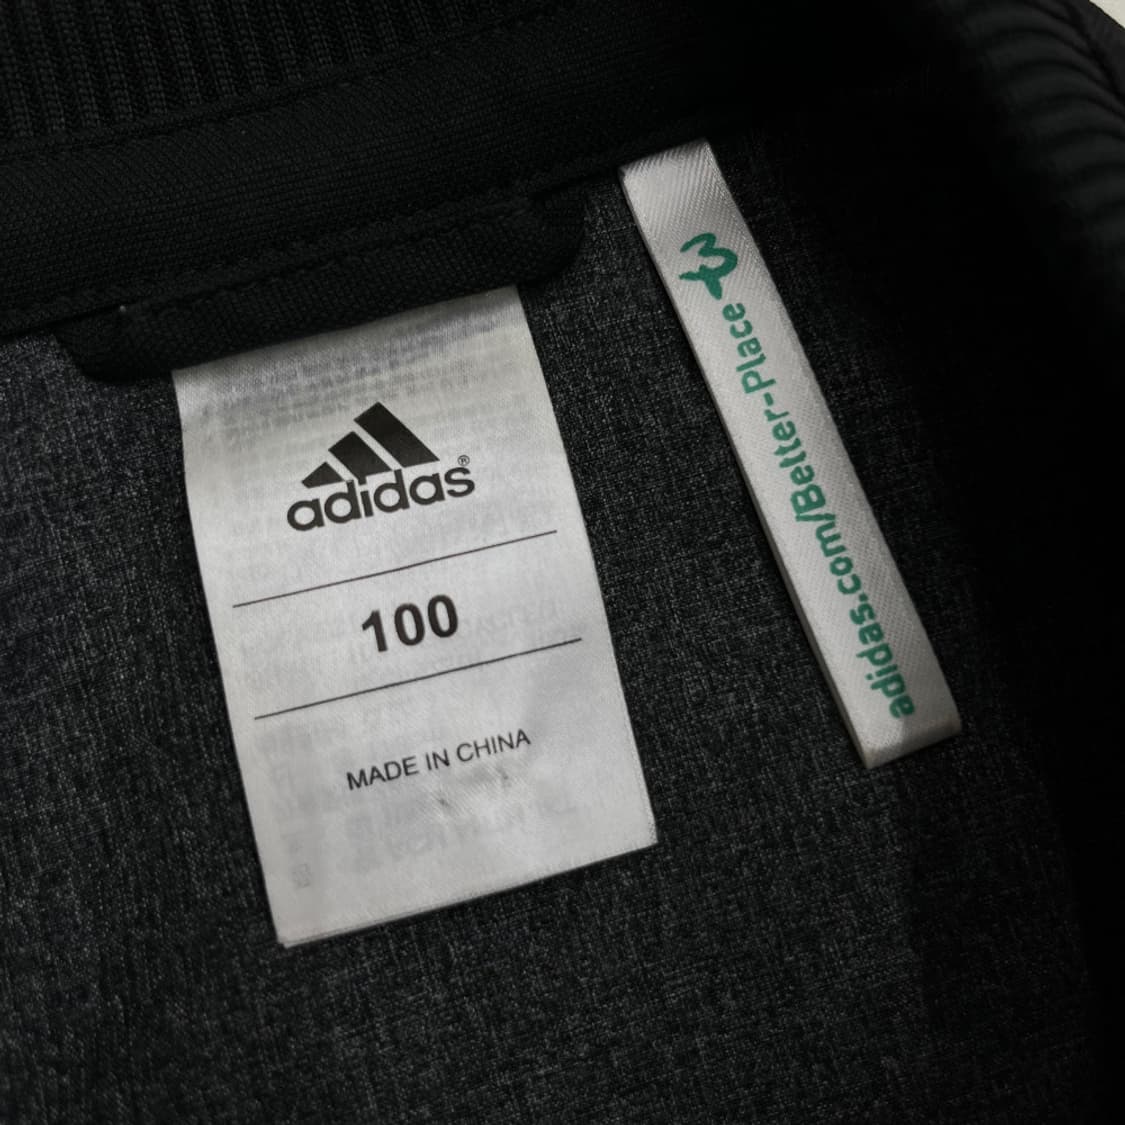 adidas®
100
MADE IN CHINA
adidas.com/Better-Place